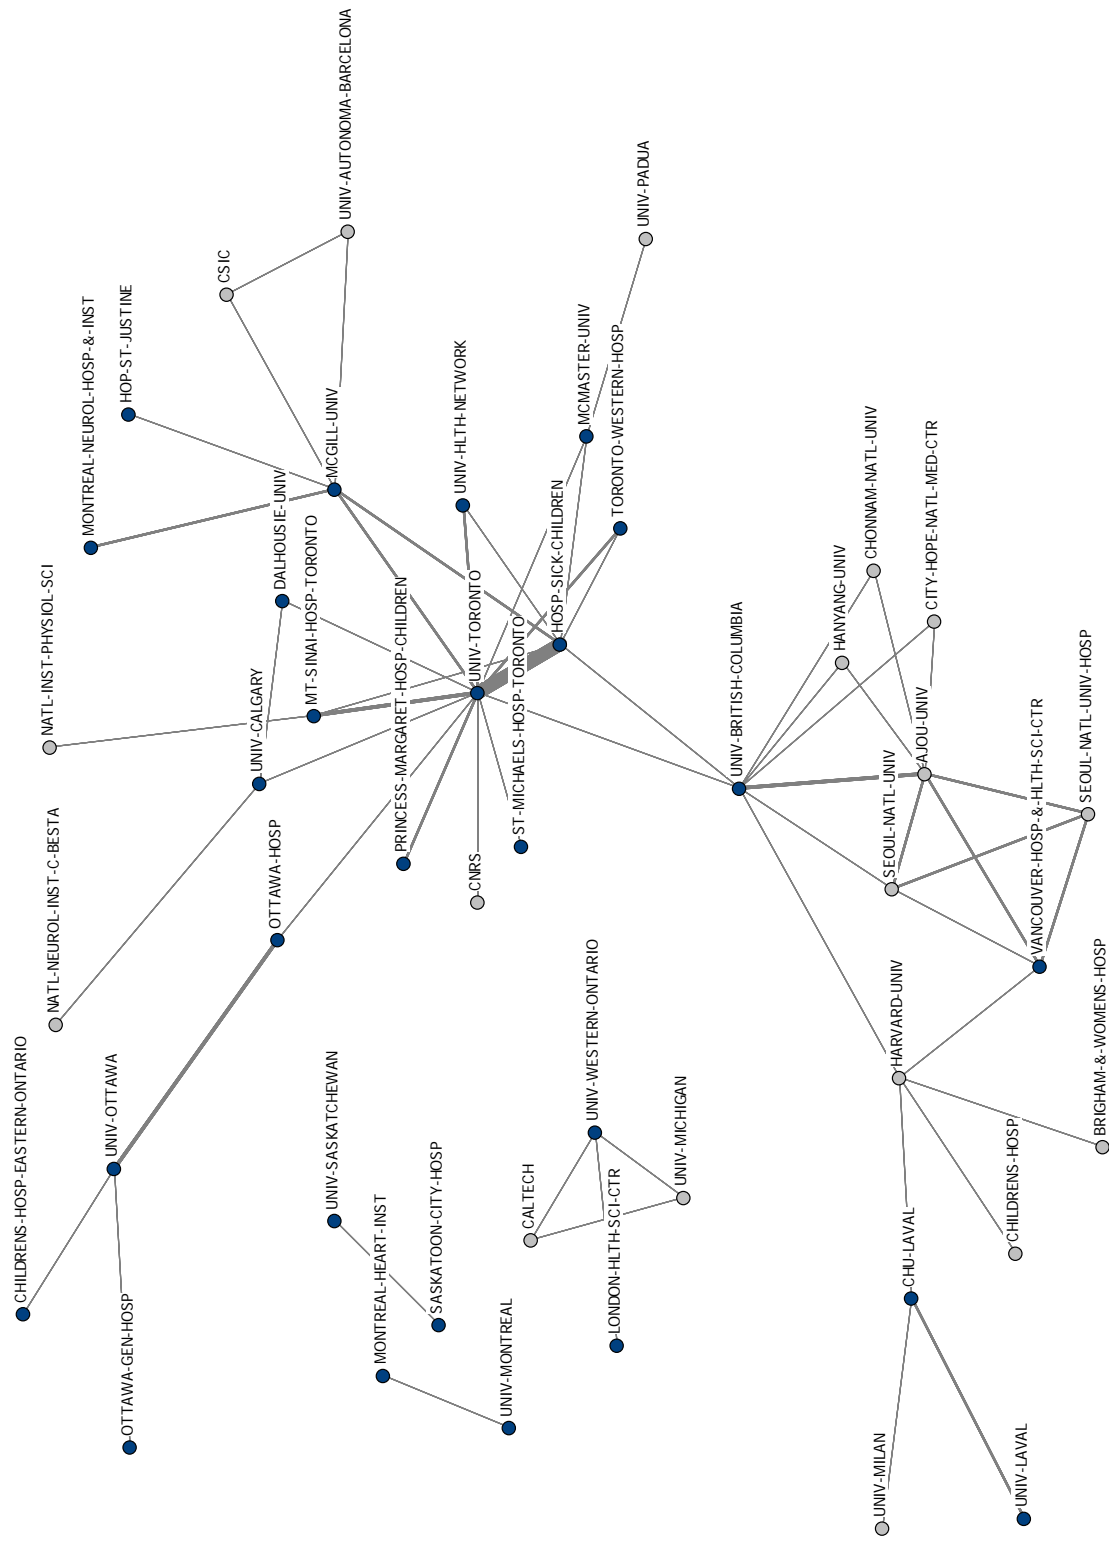 UNIV-AUTONOMA-BARCELONA
UNIV-PADUA
CSIC
HOP-ST-JUSTINE
MONTREAL-NEUROL-HOSP-&-INST
MCGILL-UNIV
UNIV-HLTH-NETWORK
MCMASTER-UNIV
TORONTO-WESTERN-HOSP
DALHOUSIE-UNIV
MT-SINAI-HOSP-TORONTO
HOSP-SICK-CHILDREN
NATL-INST-PHYSIOL-SCI
UNIV-CALGARY
PRINCESS-MARGARET-HOSP-CHILDREN
UNIV-TORONTO
ST-MICHAELS-HOSP-TORONTO
UNIV-BRITISH-COLUMBIA
HANYANG-UNIV
CHONNAM-NATL-UNIV
CITY-HOPE-NATL-MED-CTR
AJOU-UNIV
SEOUL-NATL-UNIV
VANCOUVER-HOSP-&-HLTH-SCI-CTR
SEOUL-NATL-UNIV-HOSP
NATL-NEUROL-INST-C-BESTA
OTTAWA-HOSP
CNRS
HARVARD-UNIV
BRIGHAM-&-WOMENS-HOSP
CHILDRENS-HOSP-EASTERN-ONTARIO
UNIV-OTTAWA
UNIV-SASKATCHEWAN
UNIV-WESTERN-ONTARIO
UNIV-MICHIGAN
CALTECH
MONTREAL-HEART-INST
SASKATOON-CITY-HOSP
LONDON-HLTH-SCI-CTR
CHILDRENS-HOSP
CHU-LAVAL
OTTAWA-GEN-HOSP
UNIV-MONTREAL
UNIV-MILAN
UNIV-LAVAL